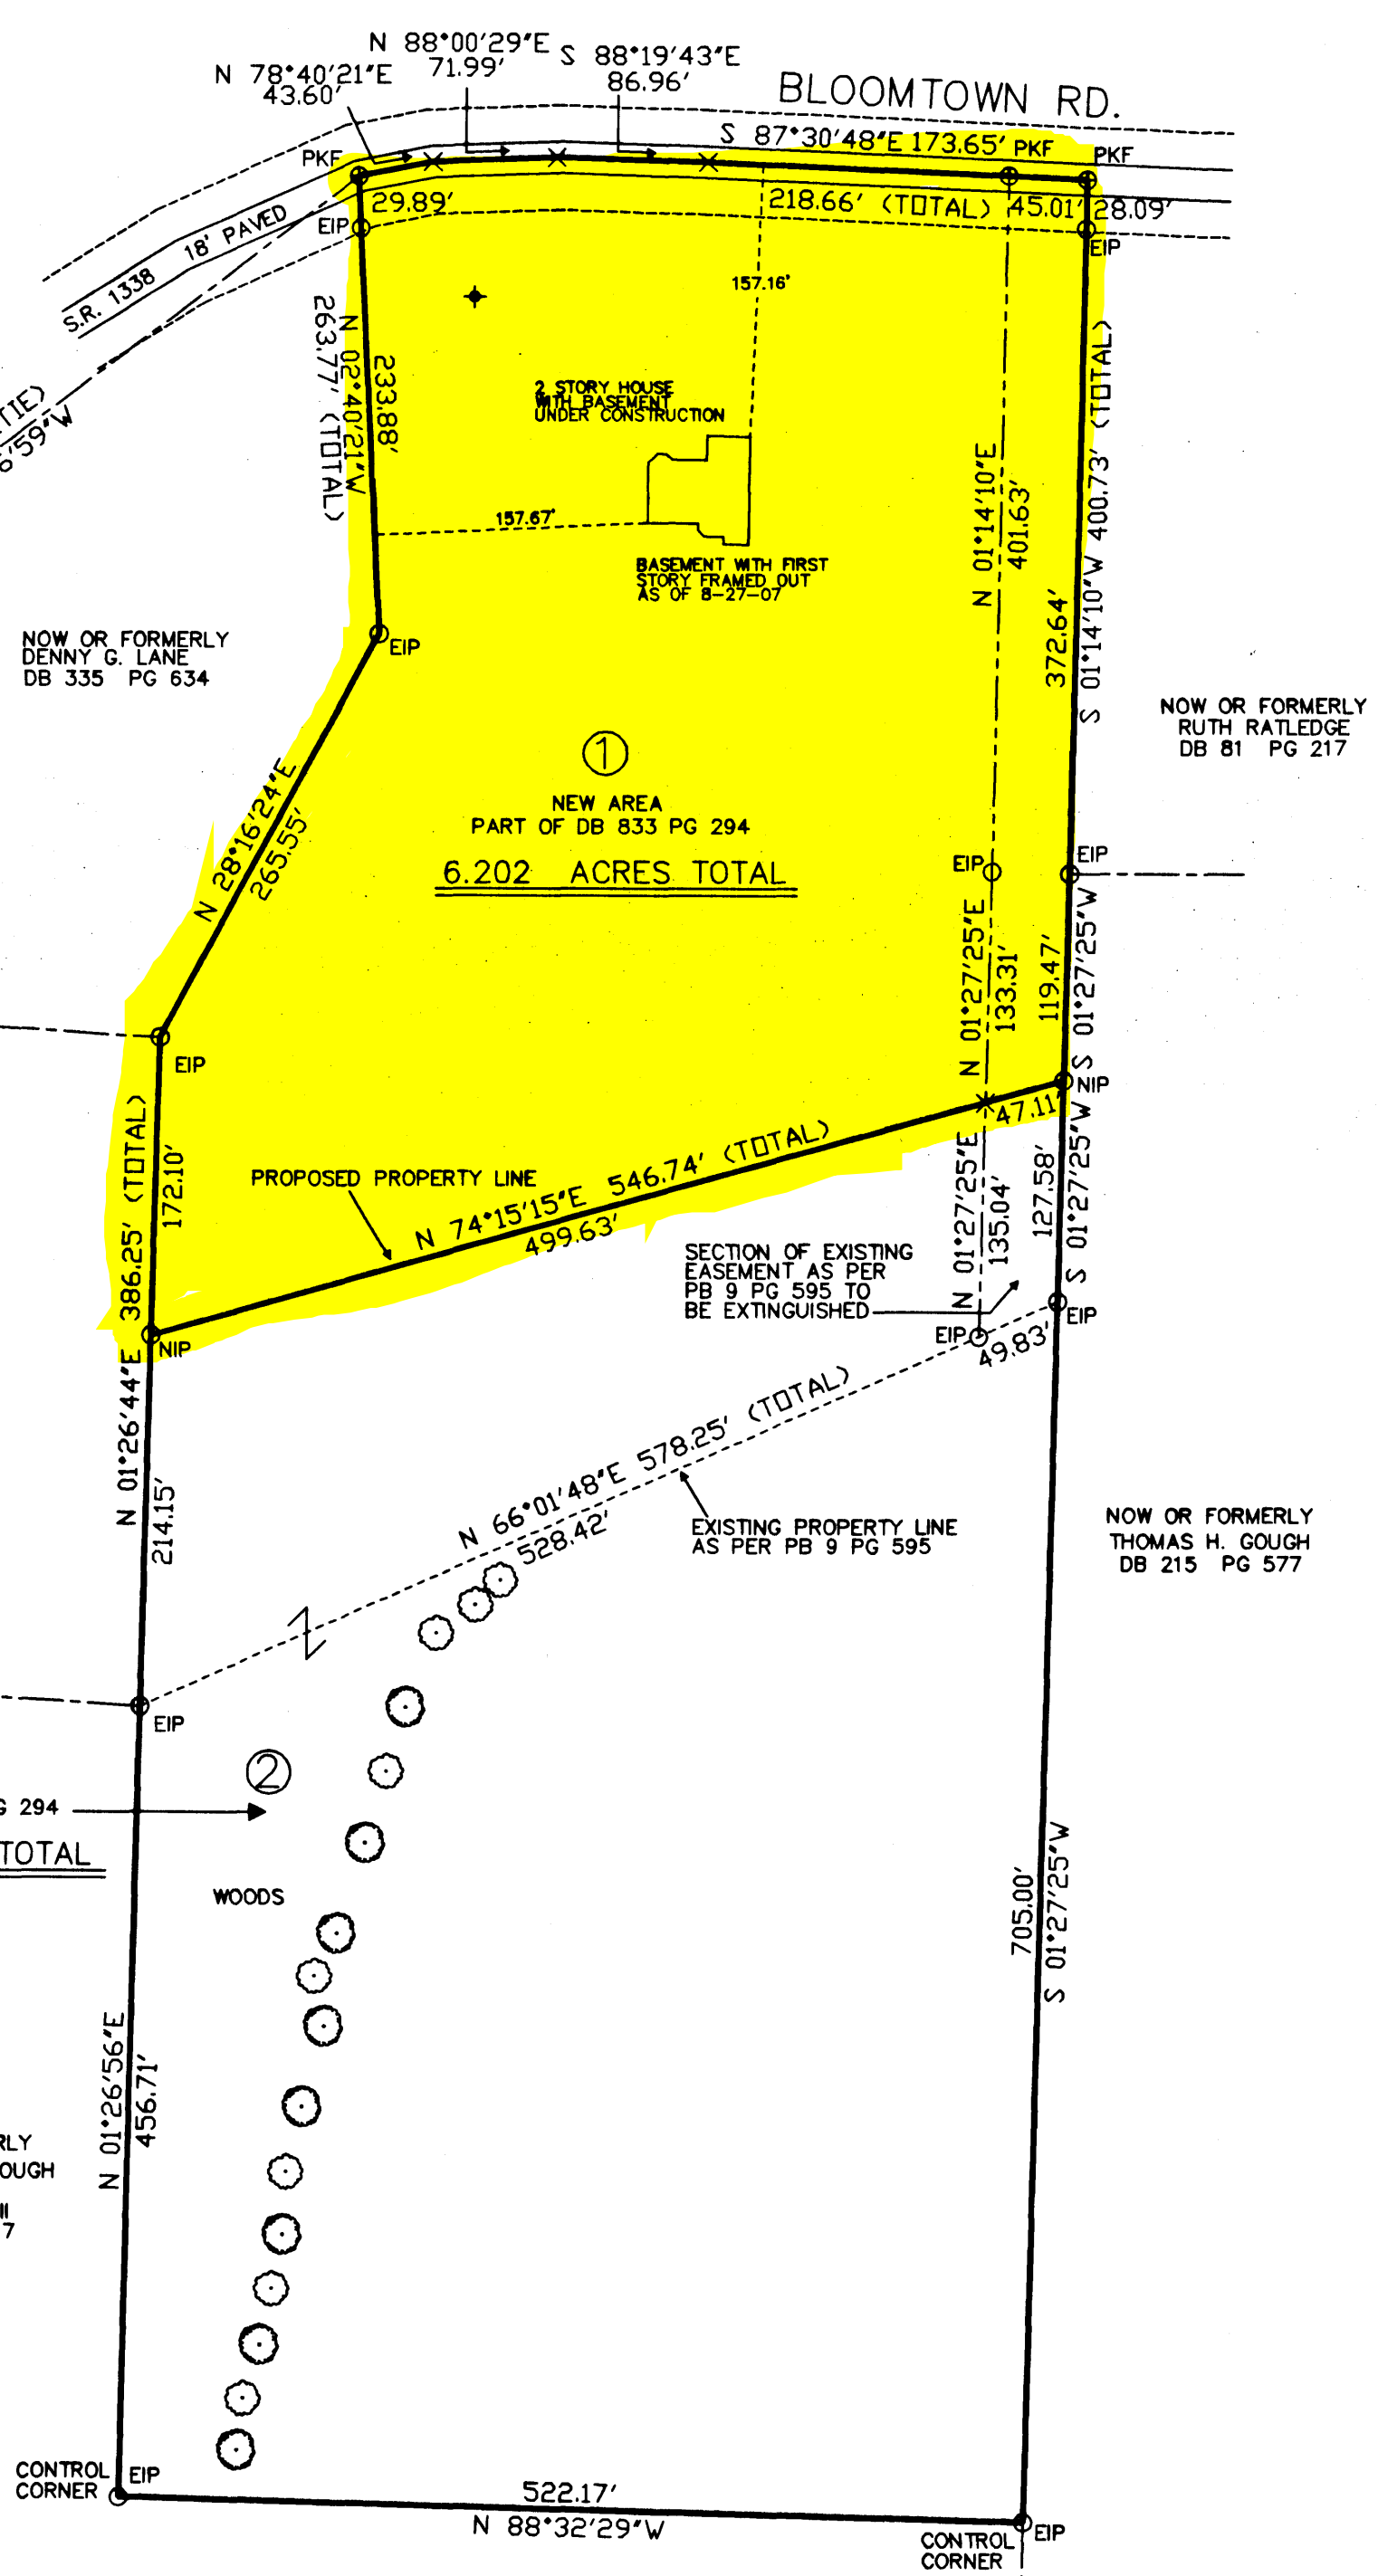 N 88°00'29"E
71.99'
S 88°19'43"E
86.96'
N 78°40'21"E
43.60'
BLOOMTOWN RD.
S 87°30'48"E 173.65' PKF
PKF
PKF
29.89'
218.66' (TOTAL)
45.01'
28.09'
EIP
EIP
S.R. 1338 18' PAVED
TIE)
6'59"W
157.16'
N 02°40'21"W
263.77' (TOTAL)
233.88'
2 STORY HOUSE
WITH BASEMENT
UNDER CONSTRUCTION
157.67'
BASEMENT WITH FIRST
STORY FRAMED OUT
AS OF 8-27-07
N 01°14'10"E
401.63'
S 01°14'10"W 400.73' (TOTAL)
372.64'
EIP
NOW OR FORMERLY
DENNY G. LANE
DB 335 PG 634
NOW OR FORMERLY
RUTH RATLEDGE
DB 81 PG 217
1
NEW AREA
PART OF DB 833 PG 294
6.202 ACRES TOTAL
N 28°16'24"E
265.55'
EIP
EIP
N 01°27'25"E
133.31'
119.47'
S 01°27'25"W
EIP
NIP
47.11'
N 01°26'44"E 386.25' (TOTAL)
172.10'
PROPOSED PROPERTY LINE
N 74°15'15"E 546.74' (TOTAL)
499.63'
N 01°27'25"E
135.04'
127.58'
S 01°27'25"W
SECTION OF EXISTING
EASEMENT AS PER
PB 9 PG 595 TO
BE EXTINGUISHED
EIP
EIP
49.83'
NIP
214.15'
N 66°01'48"E 578.25' (TOTAL)
528.42'
EXISTING PROPERTY LINE
AS PER PB 9 PG 595
NOW OR FORMERLY
THOMAS H. GOUGH
DB 215 PG 577
EIP
2
G 294
TOTAL
WOODS
705.00'
S 01°27'25"W
N 01°26'56"E
456.71'
RLY
OUGH
II
7
CONTROL
CORNER
EIP
522.17'
N 88°32'29"W
CONTROL
CORNER
EIP